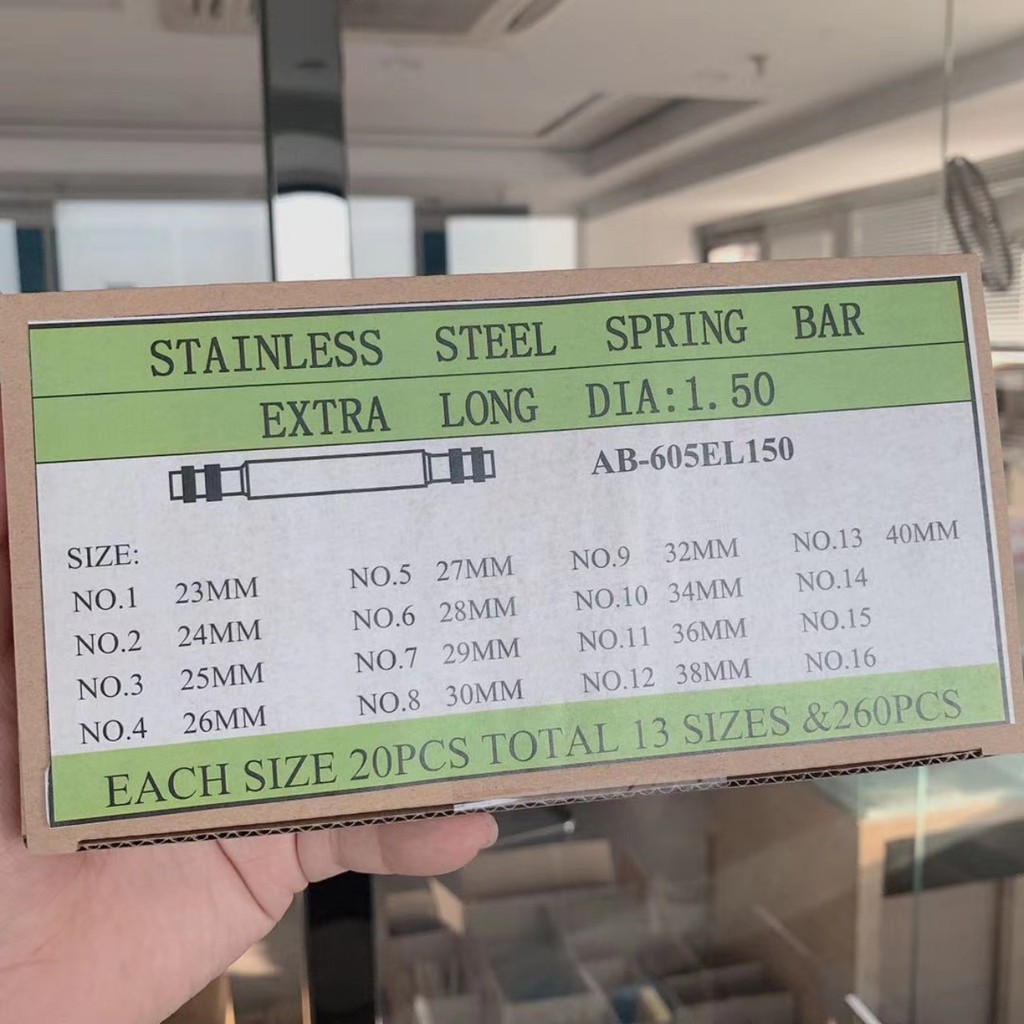 STAINLESS STEEL SPRING BAR
EXTRA LONG DIA:1.50
AB-605EL150
SIZE:
NO.1 23MM
NO.2 24MM
NO.3 25MM
NO.4 26MM
NO.5 27MM
NO.6 28MM
NO.7 29MM
NO.8 30MM
NO.9 32MM
NO.10 34MM
NO.11 36MM
NO.12 38MM
NO.13 40MM
NO.14
NO.15
NO.16
EACH SIZE 20PCS TOTAL 13 SIZES &260PCS